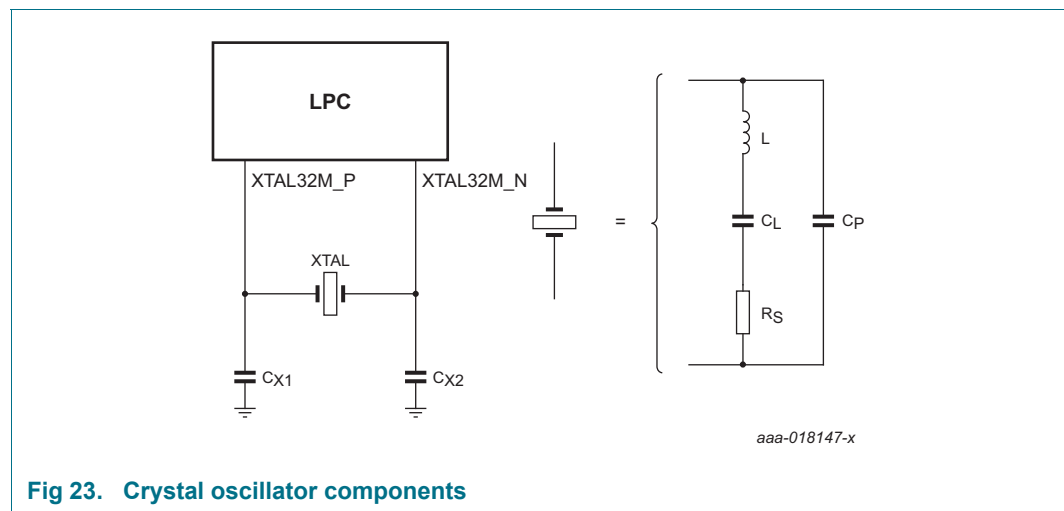 LPC
XTAL32M_P
XTAL32M_N
XTAL
CX1
CX2
=
L
CL
CP
RS
aaa-018147-x
Fig 23. Crystal oscillator components